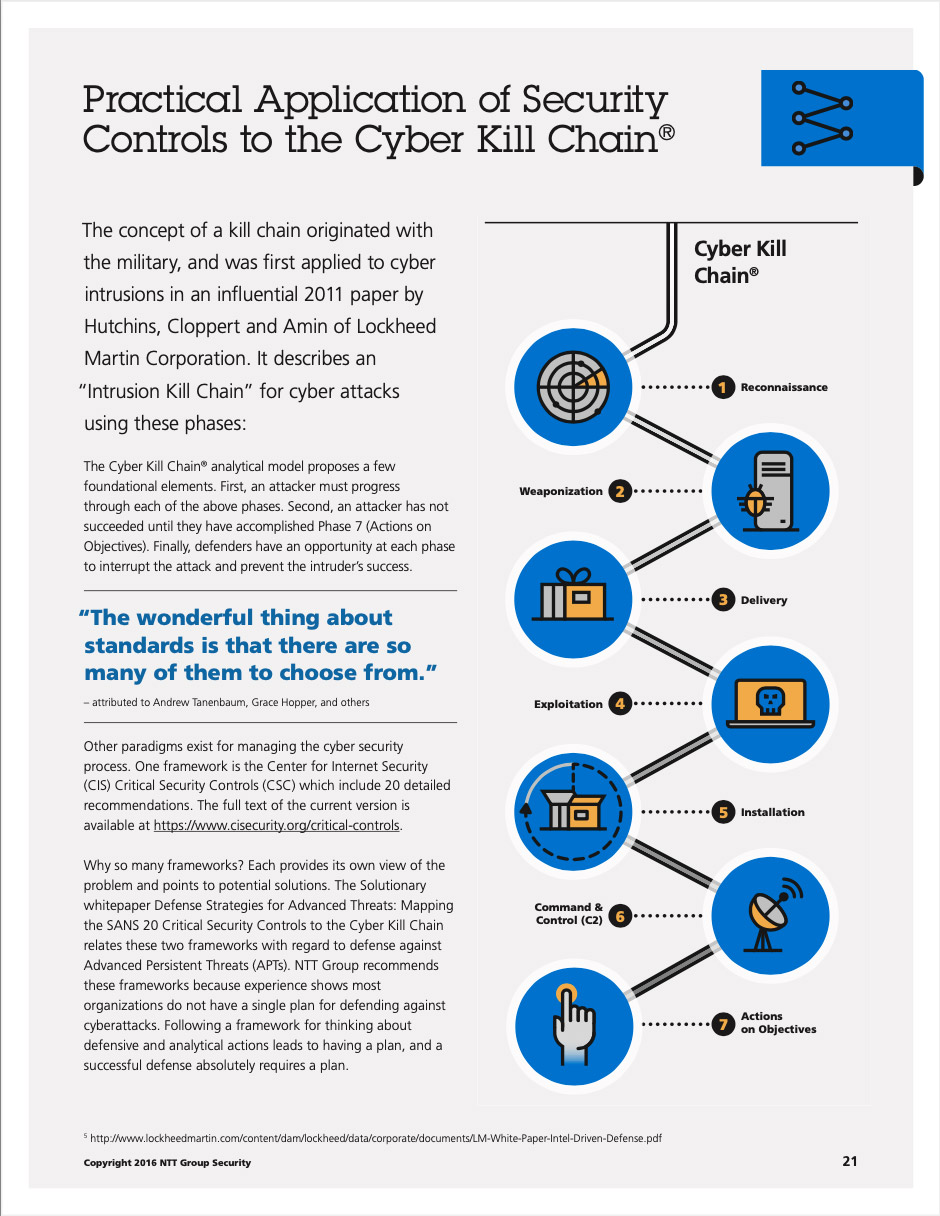 Practical Application of Security
Controls to the Cyber Kill Chain®
The concept of a kill chain originated with
the military, and was first applied to cyber
intrusions in an influential 2011 paper by
Hutchins, Cloppert and Amin of Lockheed
Martin Corporation. It describes an
“Intrusion Kill Chain” for cyber attacks
using these phases:
The Cyber Kill Chain® analytical model proposes a few
foundational elements. First, an attacker must progress
through each of the above phases. Second, an attacker has not
succeeded until they have accomplished Phase 7 (Actions on
Objectives). Finally, defenders have an opportunity at each phase
to interrupt the attack and prevent the intruder’s success.
“The wonderful thing about
standards is that there are so
many of them to choose from.”
– attributed to Andrew Tanenbaum, Grace Hopper, and others
Other paradigms exist for managing the cyber security
process. One framework is the Center for Internet Security
(CIS) Critical Security Controls (CSC) which include 20 detailed
recommendations. The full text of the current version is
available at https://www.cisecurity.org/critical-controls.
Why so many frameworks? Each provides its own view of the
problem and points to potential solutions. The Solutionary
whitepaper Defense Strategies for Advanced Threats: Mapping
the SANS 20 Critical Security Controls to the Cyber Kill Chain
relates these two frameworks with regard to defense against
Advanced Persistent Threats (APTs). NTT Group recommends
these frameworks because experience shows most
organizations do not have a single plan for defending against
cyberattacks. Following a framework for thinking about
defensive and analytical actions leads to having a plan, and a
successful defense absolutely requires a plan.
Cyber Kill
Chain®
1 Reconnaissance
Weaponization 2
3 Delivery
Exploitation 4
5 Installation
Command &
Control (C2) 6
7 Actions
on Objectives
5 http://www.lockheedmartin.com/content/dam/lockheed/data/corporate/documents/LM-White-Paper-Intel-Driven-Defense.pdf
Copyright 2016 NTT Group Security
21